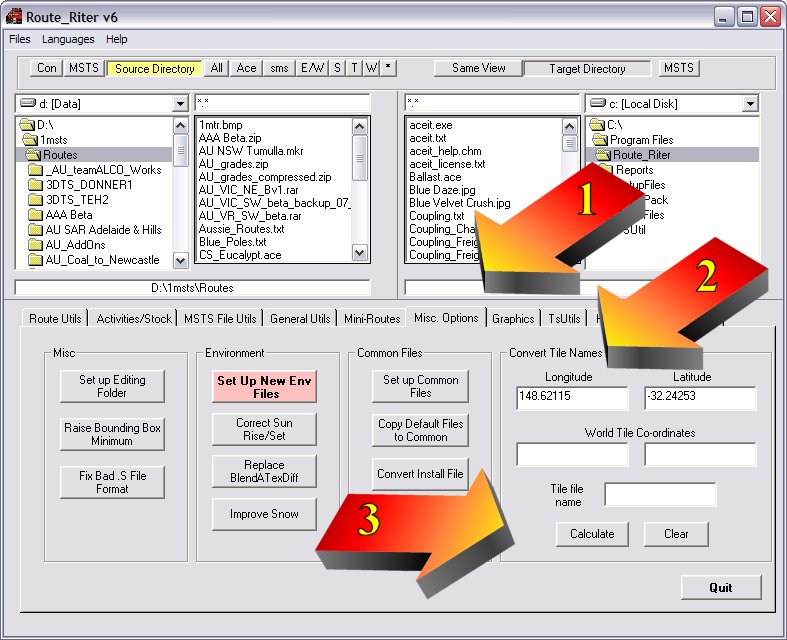 Route_Riter v6
Files Languages Help
Con MSTS Source Directory All Ace sms E/W S T W * Same View Target Directory MSTS
d: [Data]
*.*
D:\
1msts
Routes
_AU_teamALCO_Works
3DTS_DONNER1
3DTS_TEH2
AAA Beta
AU SAR Adelaide & Hills
AU_AddOns
AU_Coal_to_Newcastle
1mtr.bmp
AAA Beta.zip
AU NSW Tumulla.mkr
AU_grades.zip
AU_grades_compressed.zip
AU_VIC_NE_Bv1.rar
AU_VIC_SW_beta_backup_07_
AU_VR_SW_beta.rar
Aussie_Routes.txt
Blue_Poles.txt
CS_Eucalypt.ace
*.*
c: [Local Disk]
aceit.exe
aceit.txt
aceit_help.chm
aceit_license.txt
Ballast.ace
Blue Daze.jpg
Blue Velvet Crush.jpg
Coupling.txt
Coupling_Cha
Coupling_Freig
Coupling_Freig
C:\
Program Files
Route_Riter
Reports
tupFiles
Pack
Files
SUtil
1
2
D:\1msts\Routes
Route Utils Activities/Stock MSTS File Utils General Utils Mini-Routes Misc. Options Graphics TsUtils
Misc
Set up Editing
Folder
Raise Bounding Box
Minimum
Fix Bad .S File
Format
Environment
Set Up New Env
Files
Correct Sun
Rise/Set
Replace
BlendATexDiff
Improve Snow
Common Files
Set up Common
Files
Copy Default Files
to Common
Convert Install File
3
Convert Tile Names
Longitude Latitude
148.62115 -32.24253
World Tile Co-ordinates
Tile file
name
Calculate Clear
Quit